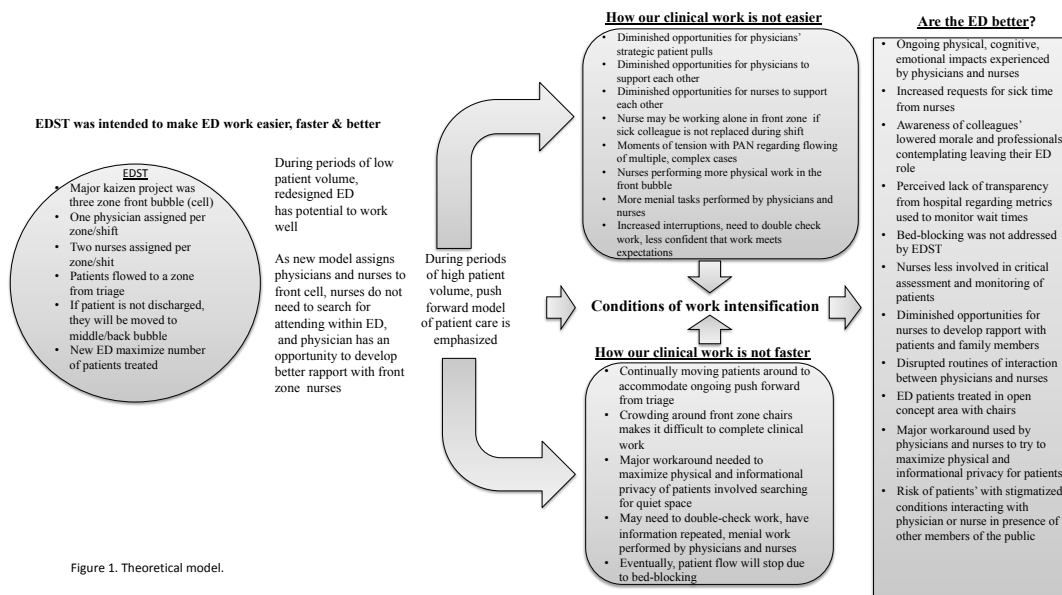 EDST was intended to make ED work easier, faster & better
EDST
• Major kaizen project was
three zone front bubble (cell)
• One physician assigned per
zone/shift
• Two nurses assigned per
zone/shit
• Patients flowed to a zone
from triage
• If patient is not discharged,
they will be moved to
middle/back bubble
• New ED maximize number
of patients treated
During periods of low
patient volume,
redesigned ED
has potential to work
well
As new model assigns
physicians and nurses to
front cell, nurses do not
need to search for
attending within ED,
and physician has an
opportunity to develop
better rapport with front
zone nurses
During periods
of high patient
volume, push
forward model
of patient care is
emphasized
How our clinical work is not easier
• Diminished opportunities for physicians'
strategic patient pulls
• Diminished opportunities for physicians to
support each other
• Diminished opportunities for nurses to support
each other
• Nurse may be working alone in front zone if
sick colleague is not replaced during shift
• Moments of tension with PAN regarding flowing
of multiple, complex cases
• Nurses performing more physical work in the
front bubble
• More menial tasks performed by physicians and
nurses
• Increased interruptions, need to double check
work, less confident that work meets
expectations
Conditions of work intensification
How our clinical work is not faster
• Continually moving patients around to
accommodate ongoing push forward
from triage
• Crowding around front zone chairs
makes it difficult to complete clinical
work
• Major workaround needed to
maximize physical and informational
privacy of patients involved searching
for quiet space
• May need to double-check work, have
information repeated, menial work
performed by physicians and nurses
• Eventually, patient flow will stop due
to bed-blocking
Are the ED better?
• Ongoing physical, cognitive,
emotional impacts experienced
by physicians and nurses
• Increased requests for sick time
from nurses
• Awareness of colleagues'
lowered morale and professionals
contemplating leaving their ED
role
• Perceived lack of transparency
from hospital regarding metrics
used to monitor wait times
• Bed-blocking was not addressed
by EDST
• Nurses less involved in critical
assessment and monitoring of
patients
• Diminished opportunities for
nurses to develop rapport with
patients and family members
• Disrupted routines of interaction
between physicians and nurses
• ED patients treated in open
concept area with chairs
• Major workaround used by
physicians and nurses to try to
maximize physical and
informational privacy for patients
• Risk of patients' with stigmatized
conditions interacting with
physician or nurse in presence of
other members of the public
Figure 1. Theoretical model.